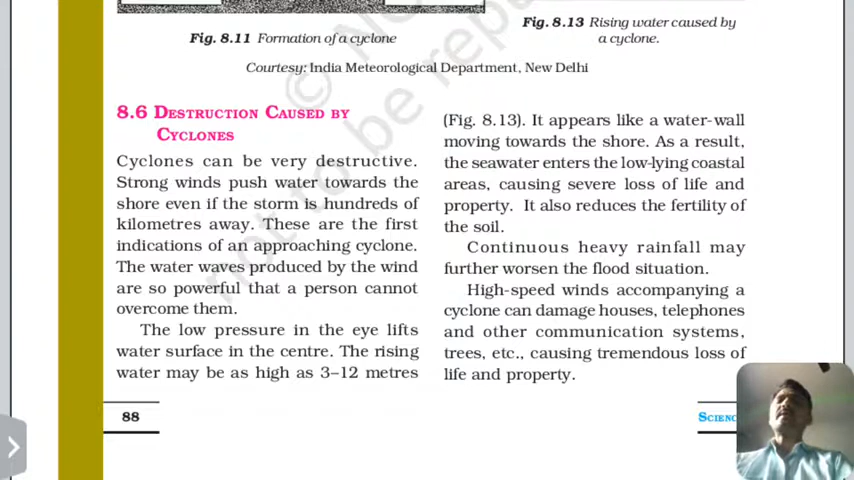 Fig. 8.11 Formation of a cyclone
Fig. 8.13 Rising water caused by
a cyclone.
Courtesy: India Meteorological Department, New Delhi
8.6 DESTRUCTION CAUSED BY
CYCLONES
Cyclones can be very destructive.
Strong winds push water towards the
shore even if the storm is hundreds of
kilometres away. These are the first
indications of an approaching cyclone.
The water waves produced by the wind
are so powerful that a person cannot
overcome them.
The low pressure in the eye lifts
water surface in the centre. The rising
water may be as high as 3–12 metres
(Fig. 8.13). It appears like a water-wall
moving towards the shore. As a result,
the seawater enters the low-lying coastal
areas, causing severe loss of life and
property. It also reduces the fertility of
the soil.
Continuous heavy rainfall may
further worsen the flood situation.
High-speed winds accompanying a
cyclone can damage houses, telephones
and other communication systems,
trees, etc., causing tremendous loss of
life and property.
88
© N
not to be repu